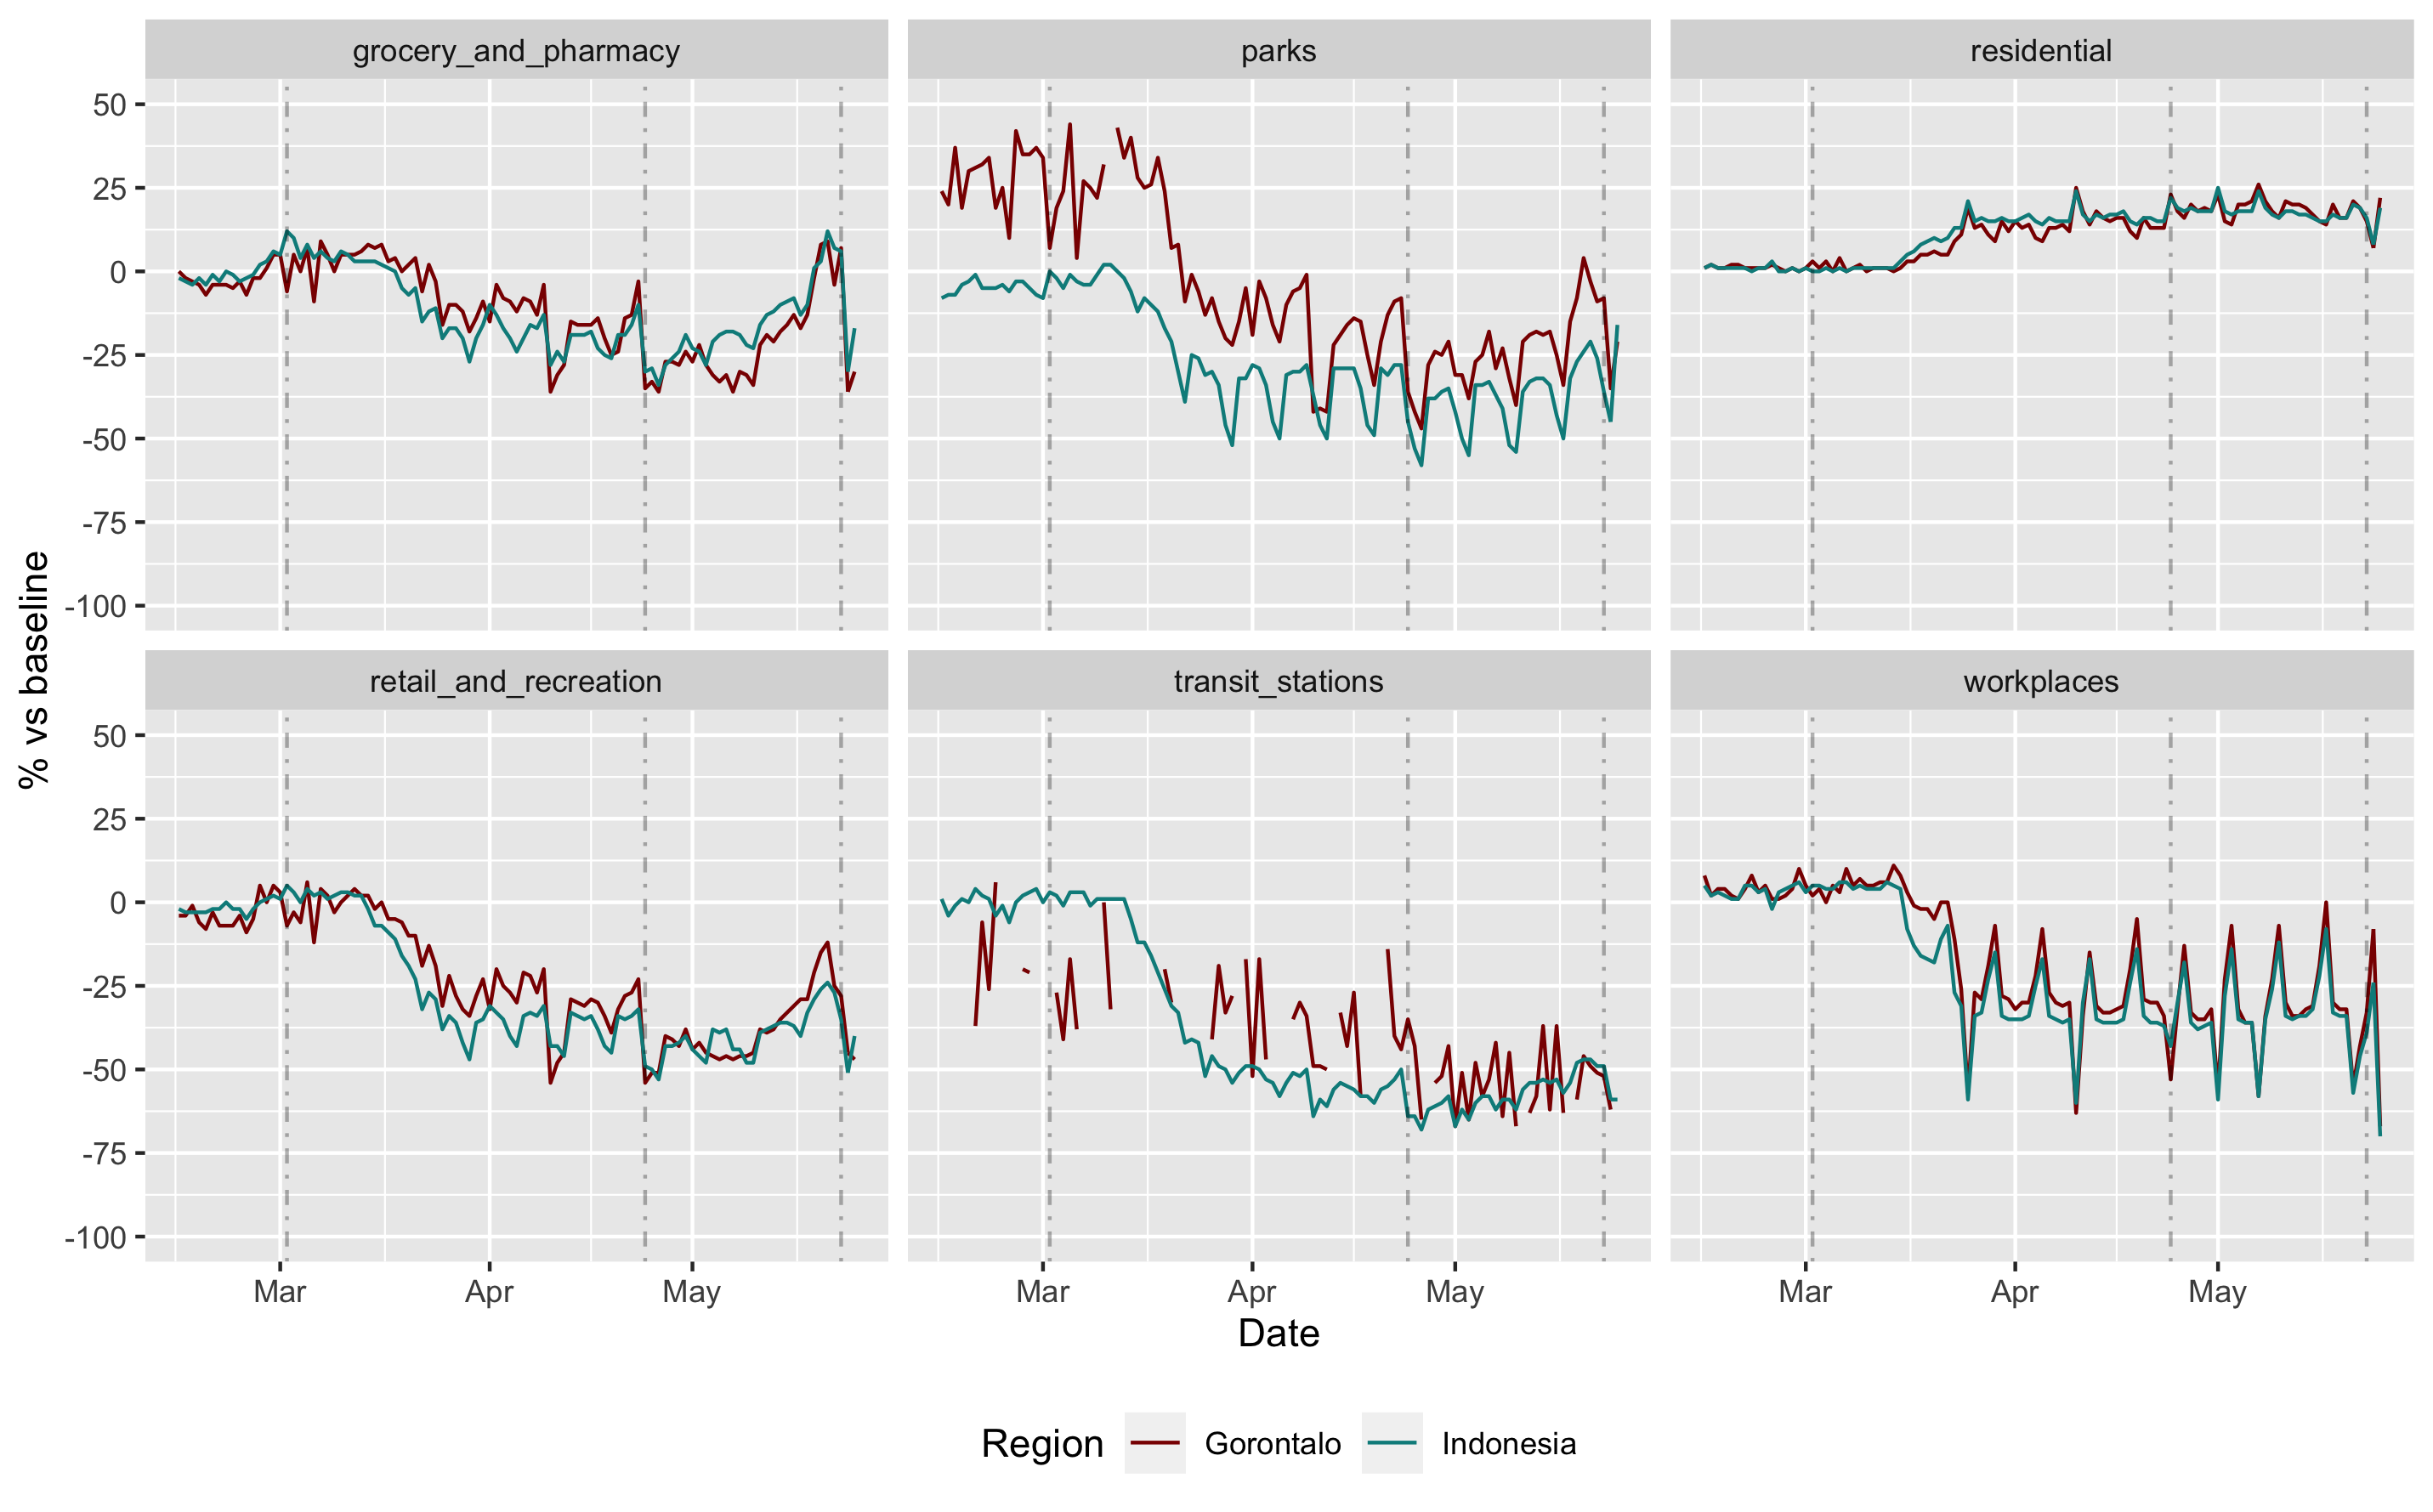 grocery_and_pharmacy
parks
residential
50
25
0
-25
-50
-75
-100
% vs baseline
retail_and_recreation
transit_stations
workplaces
50
25
0
-25
-50
-75
-100
Mar Apr May
Mar Apr May
Mar Apr May
Date
Region Gorontalo Indonesia